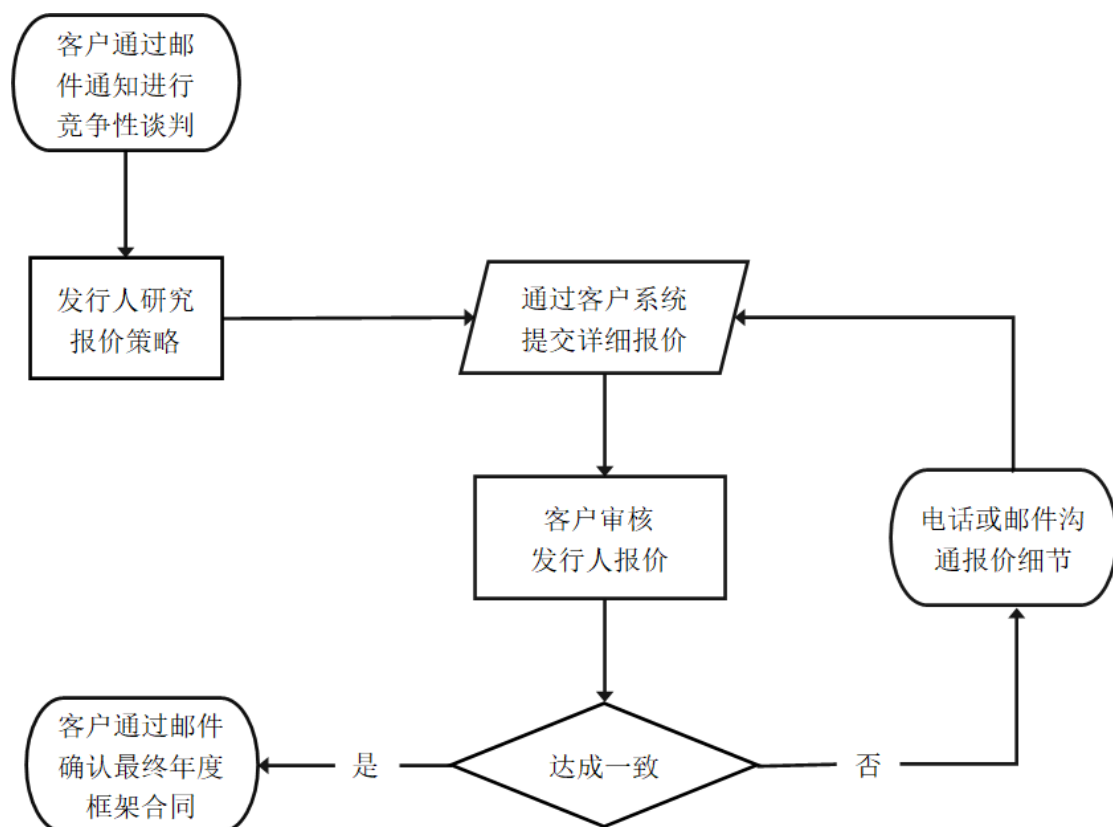 客户通过邮
件通知进行
竞争性谈判
发行人研究
报价策略
通过客户系统
提交详细报价
客户审核
发行人报价
电话或邮件沟
通报价细节
达成一致
是
否
客户通过邮件
确认最终年度
框架合同